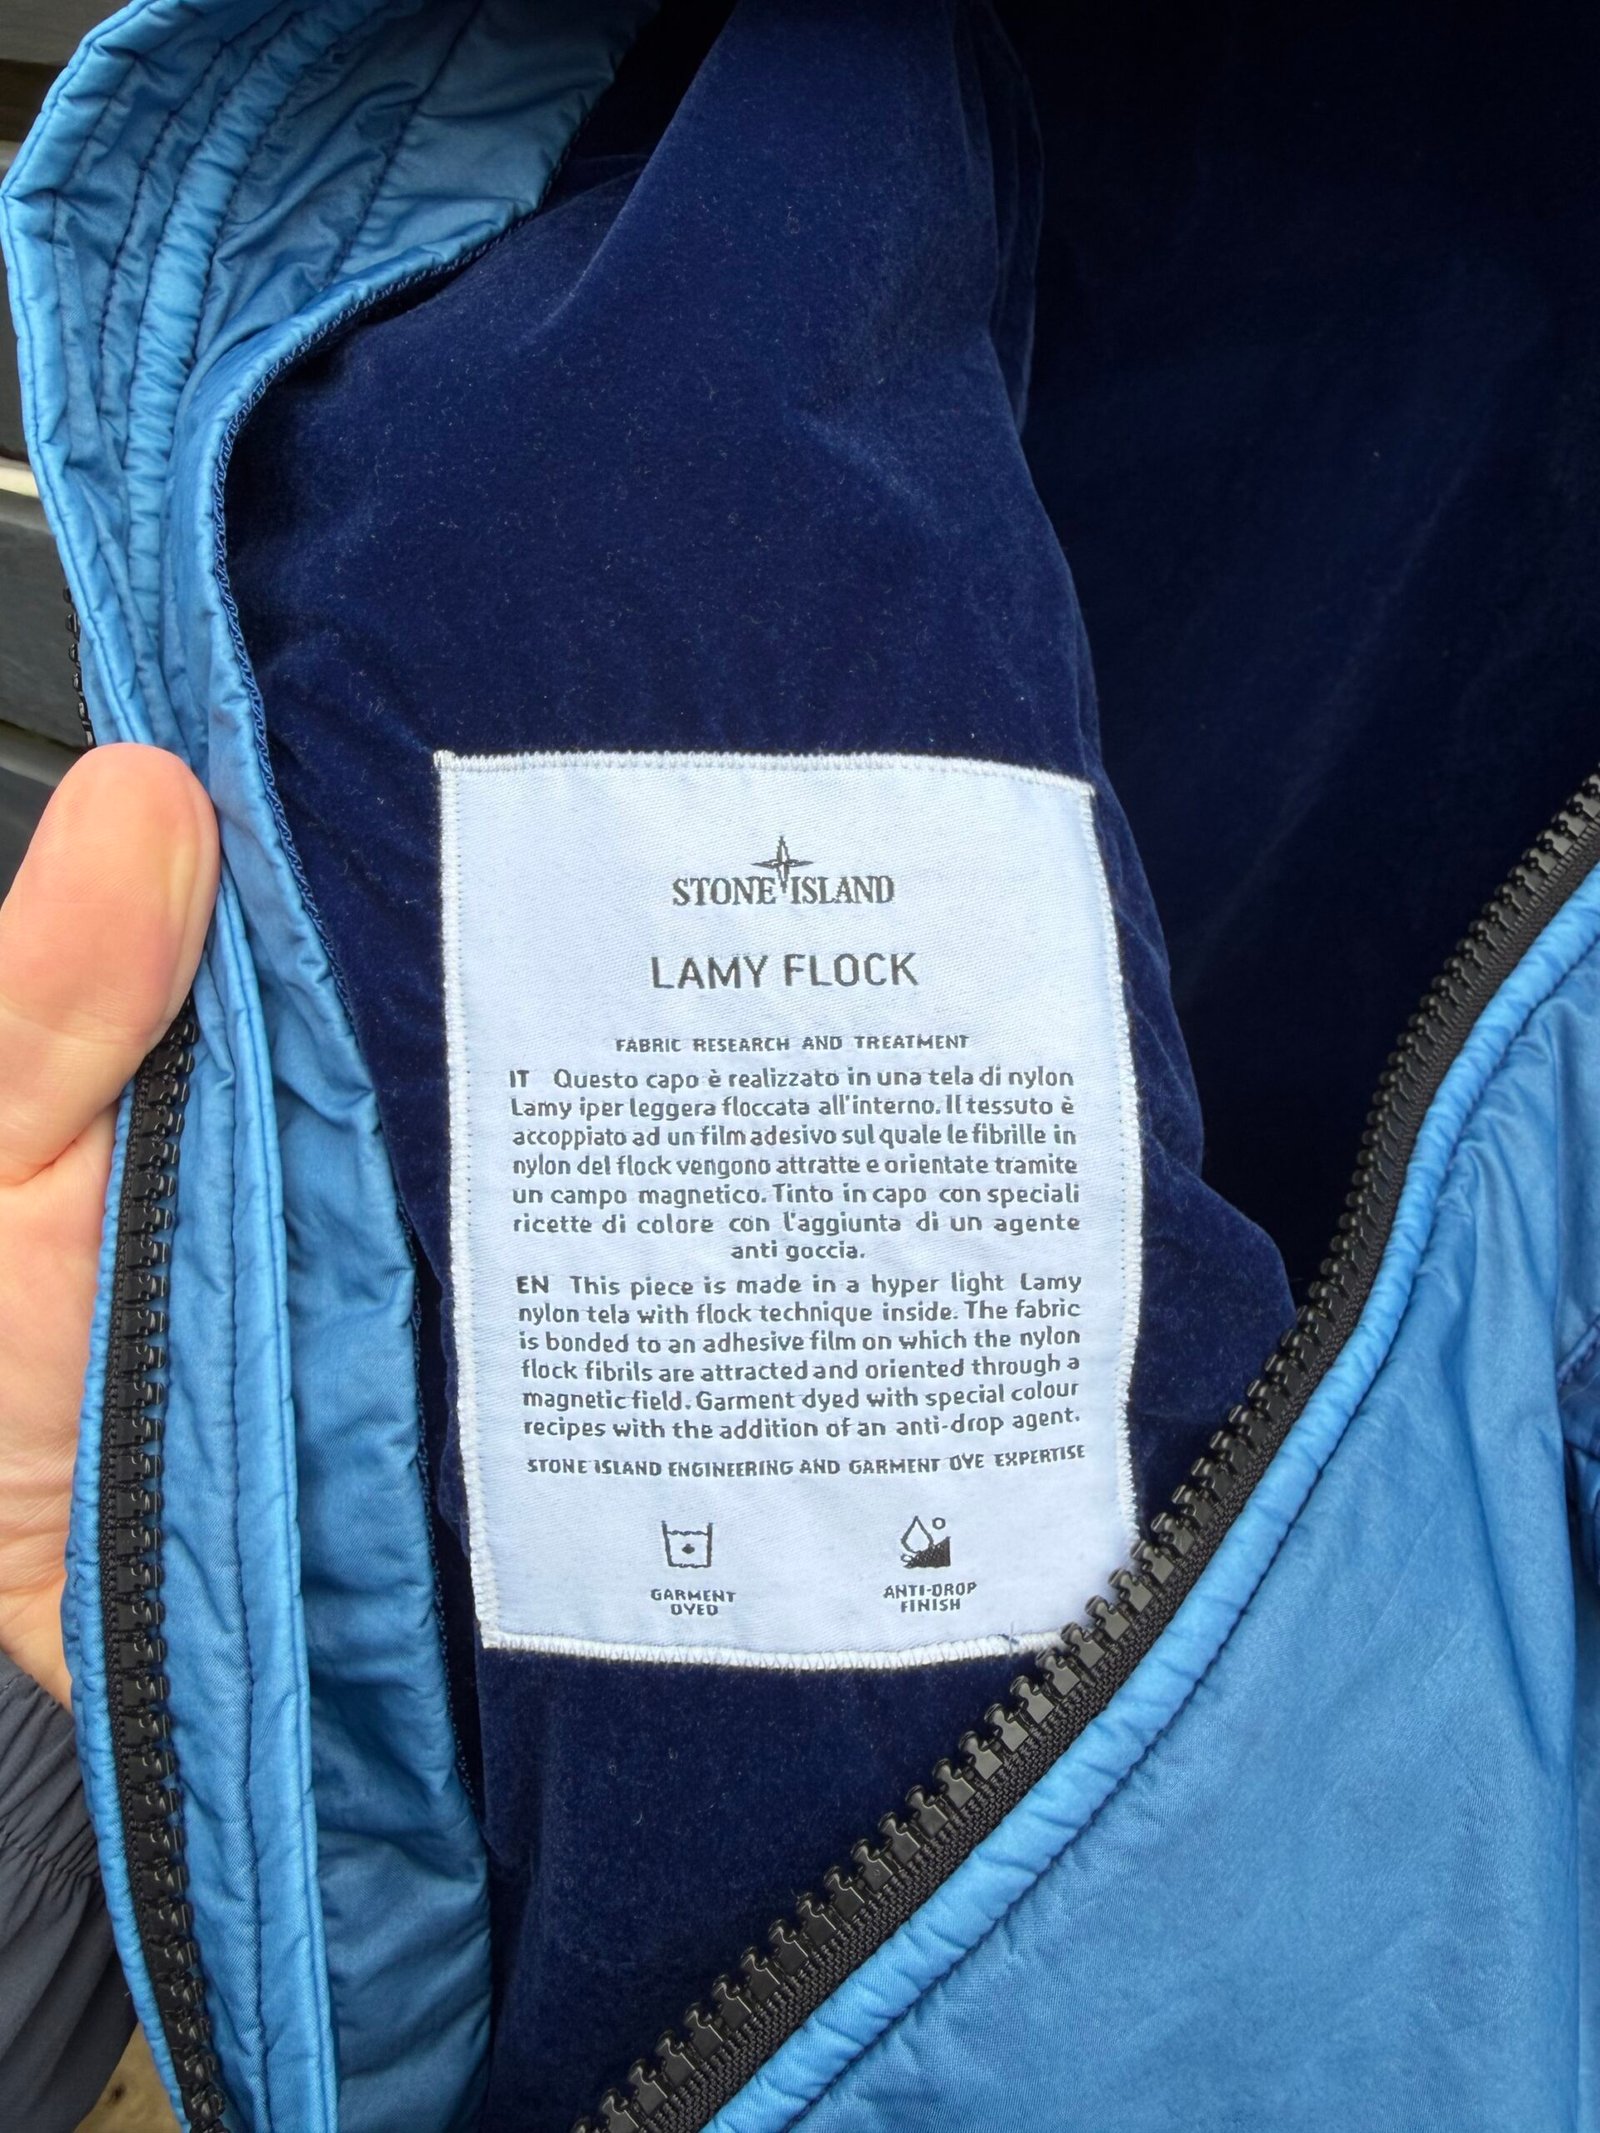 STONE ISLAND
LAMY FLOCK
FABRIC RESEARCH AND TREATMENT
IT Questo capo è realizzato in una tela di nylon
Lamy iper leggera floccata all'interno. Il tessuto è
accoppiato ad un film adesivo sul quale le fibrille in
nylon del flock vengono attratte e orientate tramite
un campo magnetico. Tinto in capo con speciali
ricette di colore con l'aggiunta di un agente
anti goccia.
EN This piece is made in a hyper light Lamy
nylon tela with flock technique inside. The fabric
is bonded to an adhesive film on which the nylon
flock fibrils are attracted and oriented through a
magnetic field. Garment dyed with special colour
recipes with the addition of an anti-drop agent.
STONE ISLAND ENGINEERING AND GARMENT DYE EXPERTISE
GARMENT
DYED
ANTI-DROP
FINISH